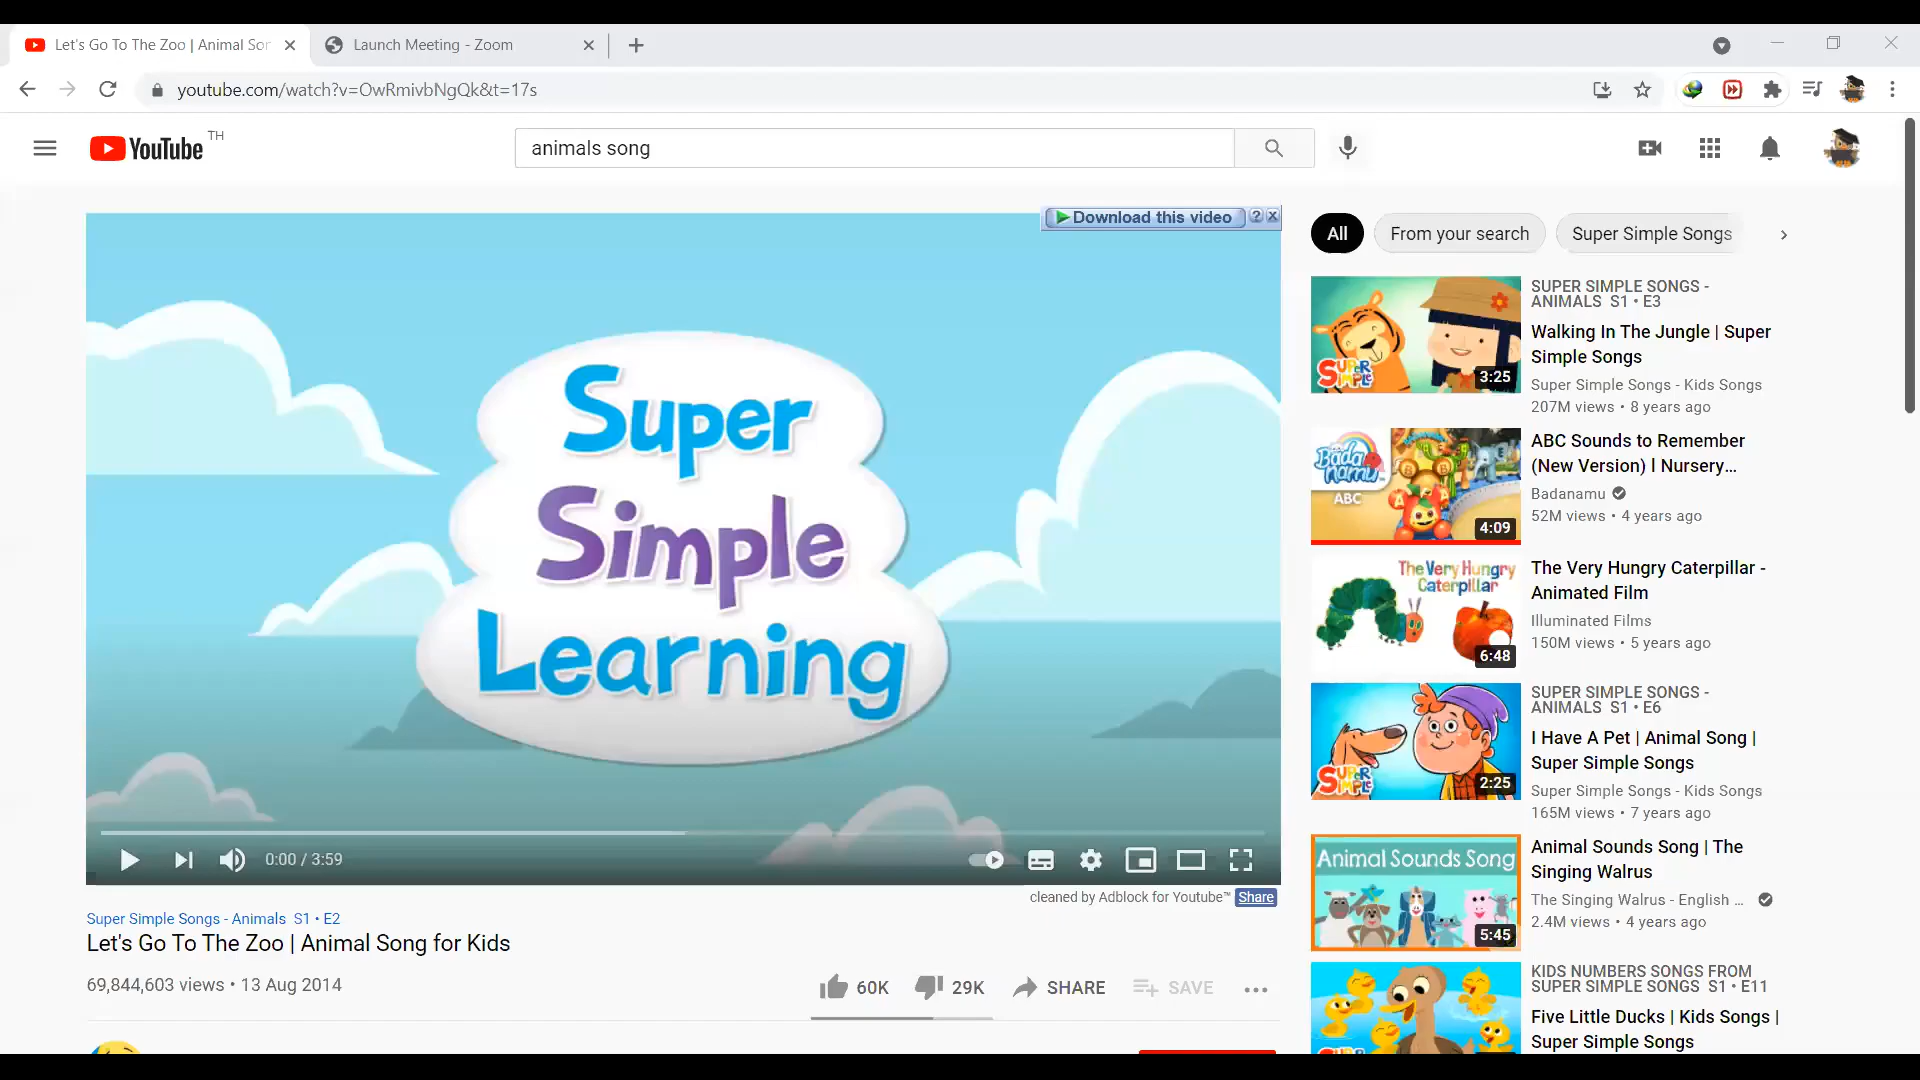 Let's Go To The Zoo | Animal Sor
Launch Meeting - Zoom
youtube.com/watch?v=OwRmivbNgQk&t=17s
YouTube TH
animals song
Download this video
Super
Simple
Learning
0:00 / 3:59
cleaned by Adblock for Youtube™ Share
Super Simple Songs - Animals S1 • E2
Let's Go To The Zoo | Animal Song for Kids
69,844,603 views • 13 Aug 2014
60K 29K SHARE SAVE
All From your search Super Simple Songs
SUPER SIMPLE
3:25
SUPER SIMPLE SONGS -
ANIMALS S1 • E3
Walking In The Jungle | Super
Simple Songs
Super Simple Songs - Kids Songs
207M views • 8 years ago
Badanamu
ABC
4:09
ABC Sounds to Remember
(New Version) l Nursery...
Badanamu
52M views • 4 years ago
The Very Hungry
Caterpillar
6:48
The Very Hungry Caterpillar -
Animated Film
Illuminated Films
150M views • 5 years ago
SUPER SIMPLE
2:25
SUPER SIMPLE SONGS -
ANIMALS S1 • E6
I Have A Pet | Animal Song |
Super Simple Songs
Super Simple Songs - Kids Songs
165M views • 7 years ago
Animal Sounds Song
5:45
Animal Sounds Song | The
Singing Walrus
The Singing Walrus - English ...
2.4M views • 4 years ago
KIDS NUMBERS SONGS FROM
SUPER SIMPLE SONGS S1 • E11
Five Little Ducks | Kids Songs |
Super Simple Songs